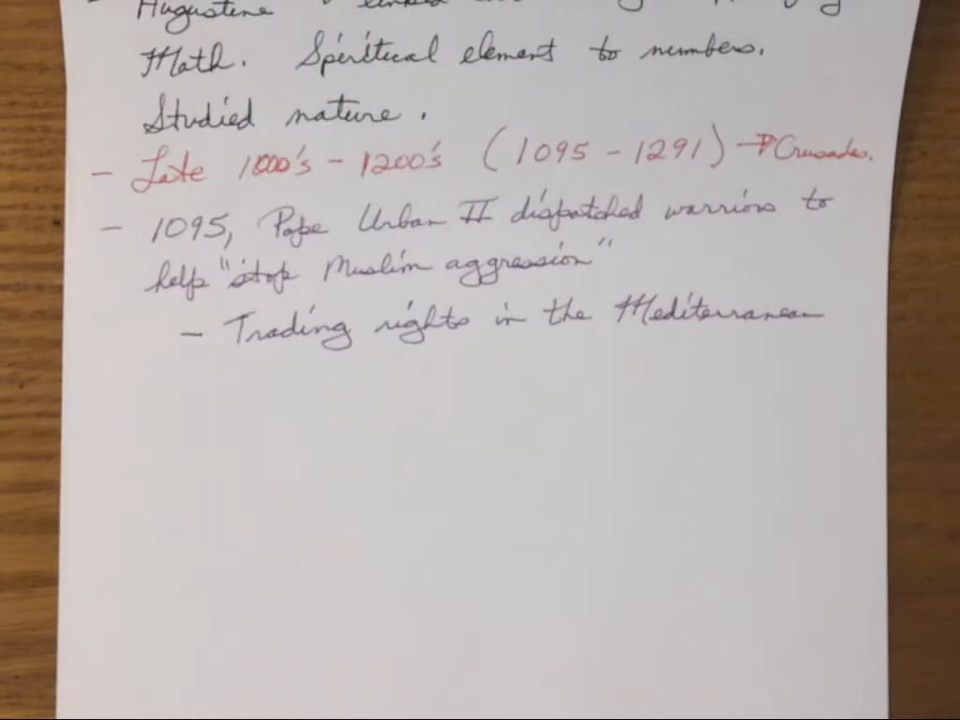 Augustine
Math. Spiritual element to numbers.
Studied nature.
- Late 1000's - 1200's (1095 - 1291) → Crusades.
- 1095, Pope Urban II dispatched warriors to
help "stop Muslim aggression"
- Trading rights in the Mediterranean